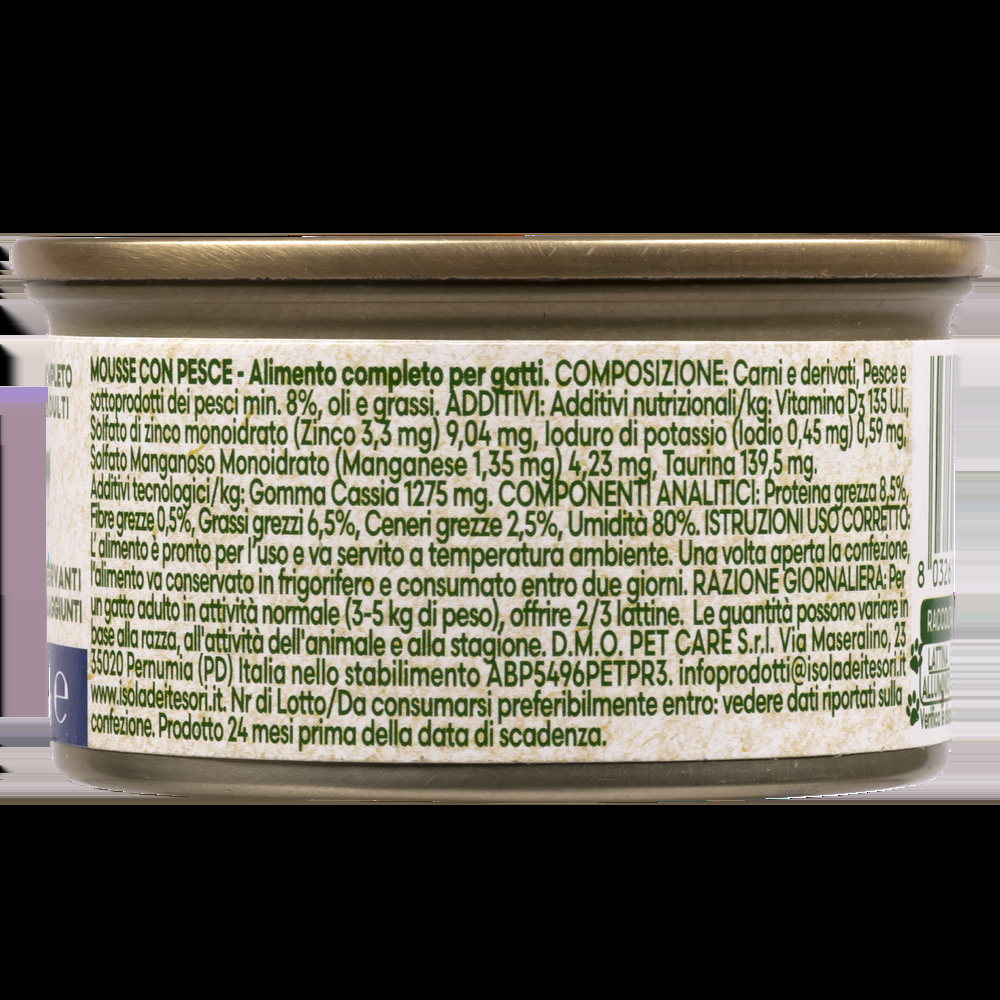 MOUSSE CON PESCE - Alimento completo per gatti. COMPOSIZIONE: Carni e derivati, Pesce e
sottoprodotti dei pesci min. 8%, oli e grassi. ADDITIVI: Additivi nutrizionali/kg: Vitamina D3 135 U.I.,
Solfato di zinco monoidrato (Zinco 3,3 mg) 9,04 mg, Ioduro di potassio (Iodio 0,45 mg) 0,59 mg,
Solfato Manganoso Monoidrato (Manganese 1,35 mg) 4,23 mg, Taurina 139,5 mg.
Additivi tecnologici/kg: Gomma Cassia 1275 mg. COMPONENTI ANALITICI: Proteina grezza 8,5%,
Fibre grezze 0,5%, Grassi grezzi 6,5%, Ceneri grezze 2,5%, Umidità 80%. ISTRUZIONI USO CORRETTO:
L'alimento è pronto per l'uso e va servito a temperatura ambiente. Una volta aperta la confezione,
l'alimento va conservato in frigorifero e consumato entro due giorni. RAZIONE GIORNALIERA: Per
un gatto adulto in attività normale (3-5 kg di peso), offrire 2/3 lattine. Le quantità possono variare in
base alla razza, all'attività dell'animale e alla stagione. D.M.O. PET CARE S.r.l. Via Maseralino, 23
35020 Pernumia (PD) Italia nello stabilimento ABP5496PETPR3. infoprodotti@isoladeitesori.it
www.isoladeitesori.it. Nr di Lotto/Da consumarsi preferibilmente entro: vedere dati riportati sulla
confezione. Prodotto 24 mesi prima della data di scadenza.
8 0326